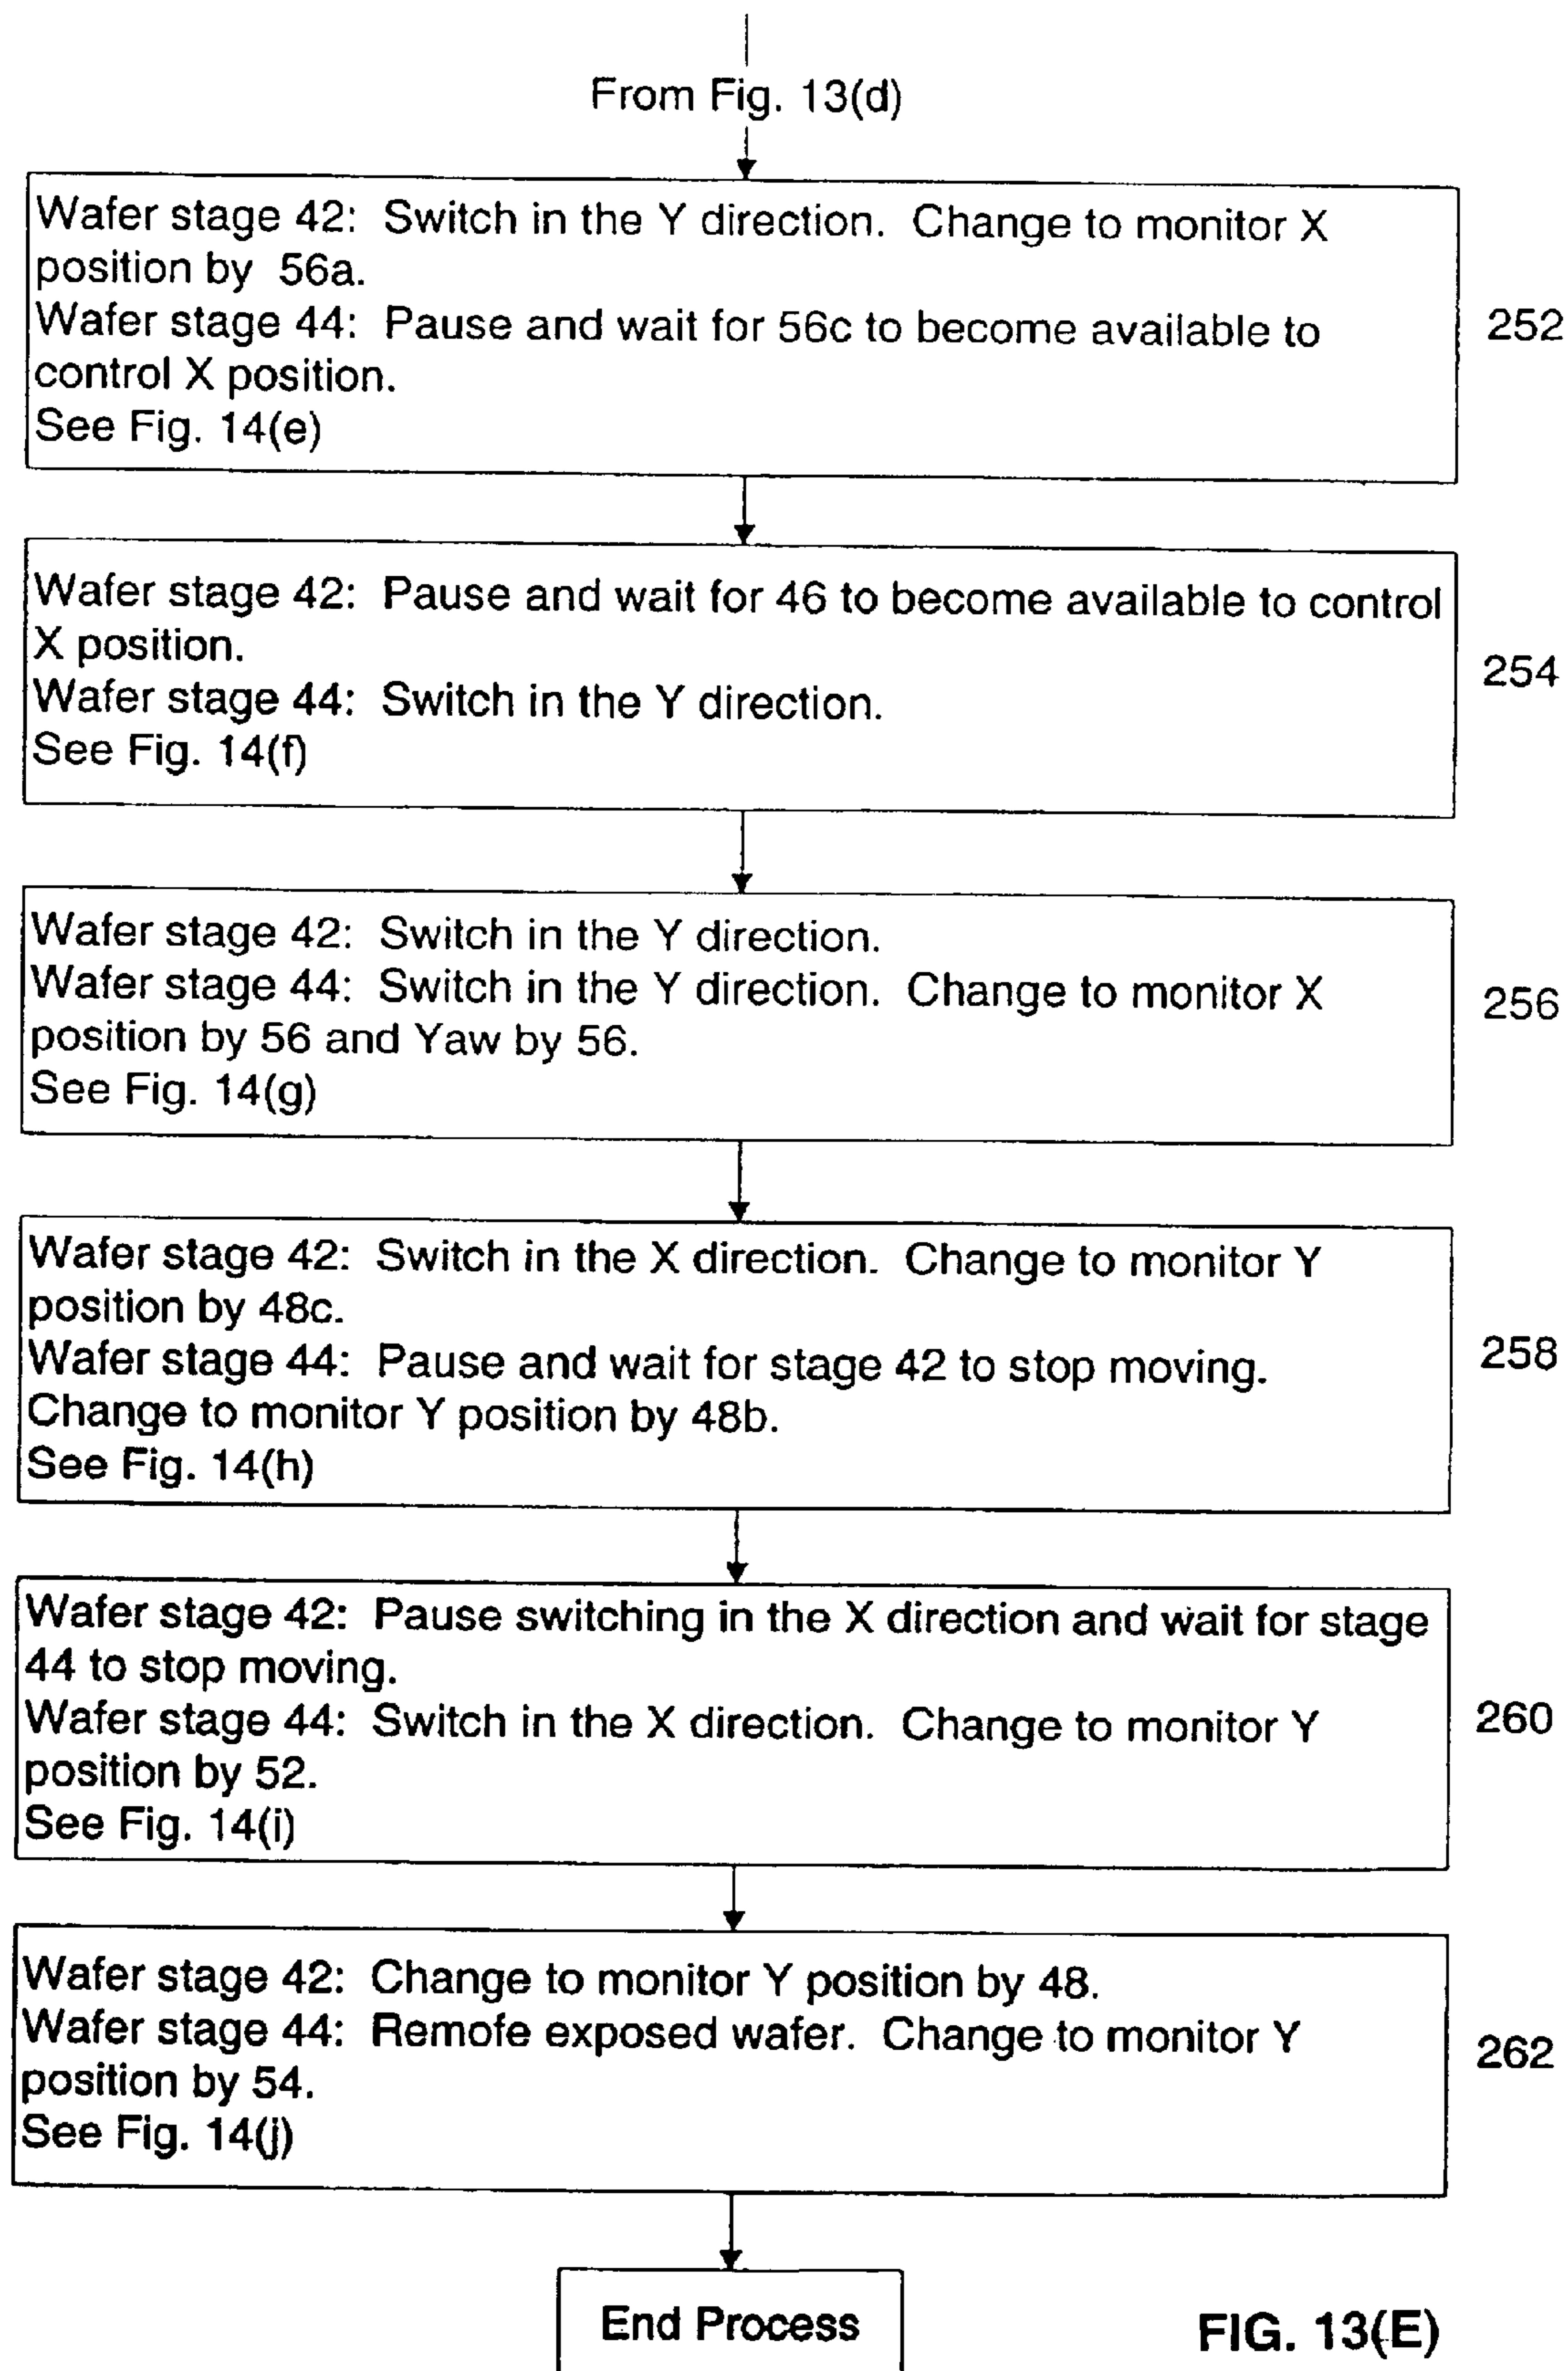 From Fig. 13(d)
Wafer stage 42: Switch in the Y direction. Change to monitor X
position by 56a.
Wafer stage 44: Pause and wait for 56c to become available to
control X position.
See Fig. 14(e)
252
Wafer stage 42: Pause and wait for 46 to become available to control
X position.
Wafer stage 44: Switch in the Y direction.
See Fig. 14(f)
254
Wafer stage 42: Switch in the Y direction.
Wafer stage 44: Switch in the Y direction. Change to monitor X
position by 56 and Yaw by 56.
See Fig. 14(g)
256
Wafer stage 42: Switch in the X direction. Change to monitor Y
position by 48c.
Wafer stage 44: Pause and wait for stage 42 to stop moving.
Change to monitor Y position by 48b.
See Fig. 14(h)
258
Wafer stage 42: Pause switching in the X direction and wait for stage
44 to stop moving.
Wafer stage 44: Switch in the X direction. Change to monitor Y
position by 52.
See Fig. 14(i)
260
Wafer stage 42: Change to monitor Y position by 48.
Wafer stage 44: Remofe exposed wafer. Change to monitor Y
position by 54.
See Fig. 14(j)
262
End Process
FIG. 13(E)